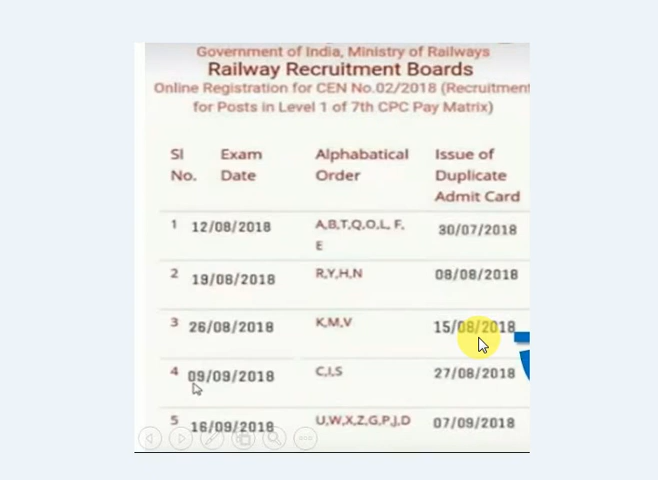 Government of India, Ministry of Railways
Railway Recruitment Boards
Online Registration for CEN No.02/2018 (Recruitment
for Posts in Level 1 of 7th CPC Pay Matrix)
Sl No. Exam Date Alphabatical Order Issue of Duplicate Admit Card
1 12/08/2018 A,B,T,Q,O,L, F, E 30/07/2018
2 19/08/2018 R,Y,H,N 08/08/2018
3 26/08/2018 K,M,V 15/08/2018
4 09/09/2018 C,I,S 27/08/2018
5 16/09/2018 U,W,X,Z,G,P,J,D 07/09/2018